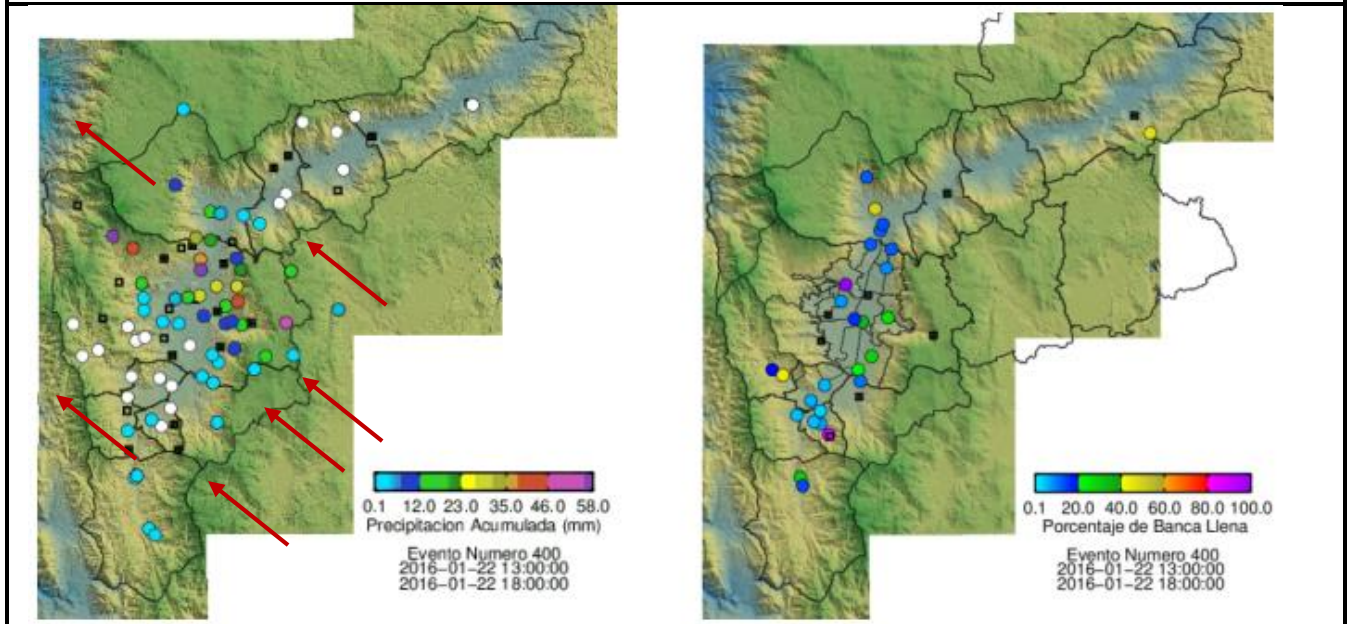 0.1 12.0 23.0 35.0 46.0 58.0
Precipitacion Acumulada (mm)
Evento Numero 400
2016-01-22 13:00:00
2016-01-22 18:00:00
0.1 20.0 40.0 60.0 80.0 100.0
Porcentaje de Banca Llena
Evento Numero 400
2016-01-22 13:00:00
2016-01-22 18:00:00